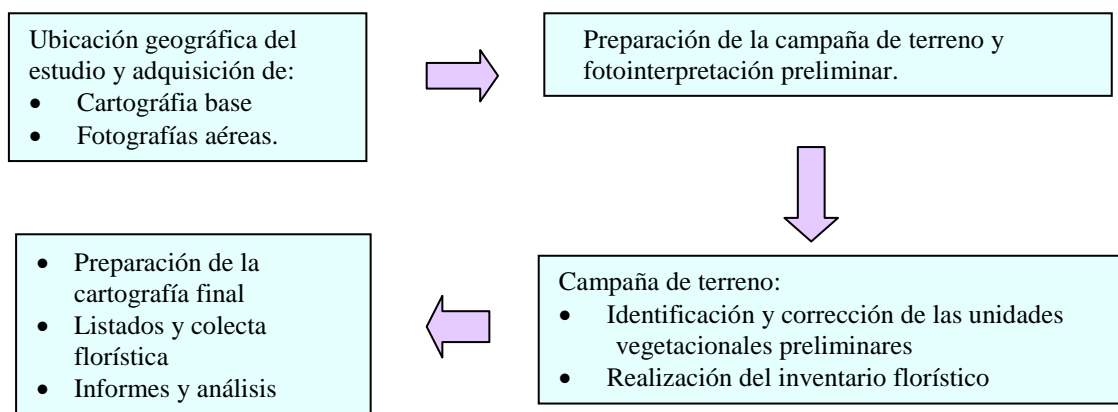 Ubicación geográfica del
estudio y adquisición de:
• Cartográfia base
• Fotografías aéreas.
Preparación de la campaña de terreno y
fotointerpretación preliminar.
Campaña de terreno:
• Identificación y corrección de las unidades
vegetacionales preliminares
• Realización del inventario florístico
• Preparación de la
cartografía final
• Listados y colecta
florística
• Informes y análisis